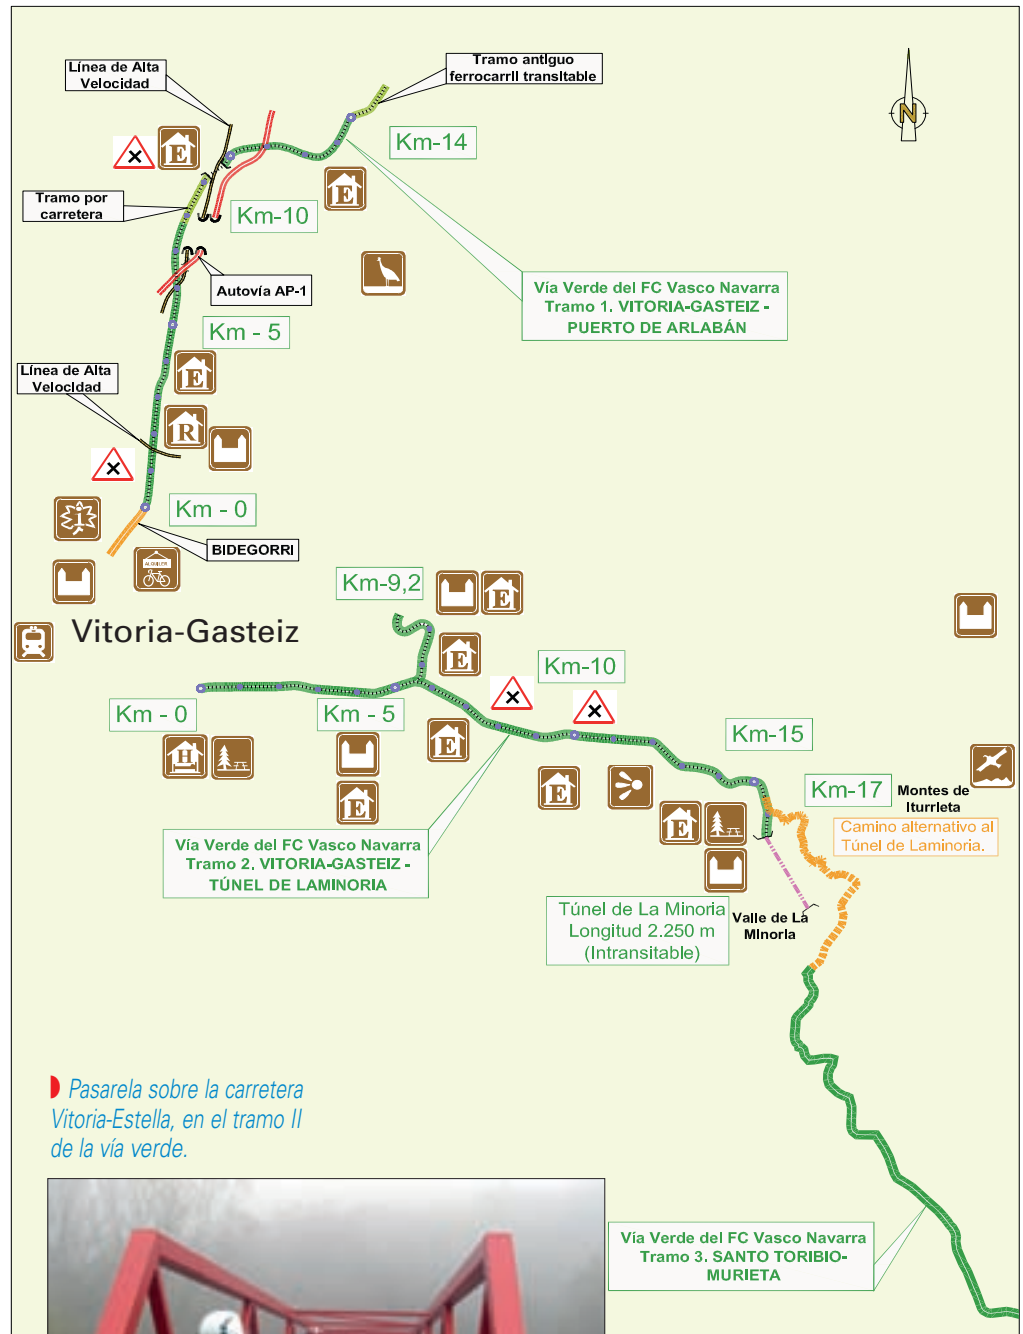 Línea de Alta
Velocidad
Tramo antiguo
ferrocarril transitable
N
Km-14
E
Tramo por
carretera
E
Km-10
Autovía AP-1
Vía Verde del FC Vasco Navarra
Tramo 1. VITORIA-GASTEIZ -
PUERTO DE ARLABÁN
Km - 5
Línea de Alta
Velocidad
E
R
Km - 0
i
BIDEGORRI
ALQUILER
Km-9,2
E
Vitoria-Gasteiz
E
Km-10
Km - 0
Km - 5
Km-15
H
E
E
E
E
Km-17
Montes de
Iturrieta
Camino alternativo al
Túnel de Laminoria.
Vía Verde del FC Vasco Navarra
Tramo 2. VITORIA-GASTEIZ -
TÚNEL DE LAMINORIA
Túnel de La Minoria
Longitud 2.250 m
(Intransitable)
Valle de La
Minoria
Pasarela sobre la carretera
Vitoria-Estella, en el tramo II
de la vía verde.
Vía Verde del FC Vasco Navarra
Tramo 3. SANTO TORIBIO-
MURIETA